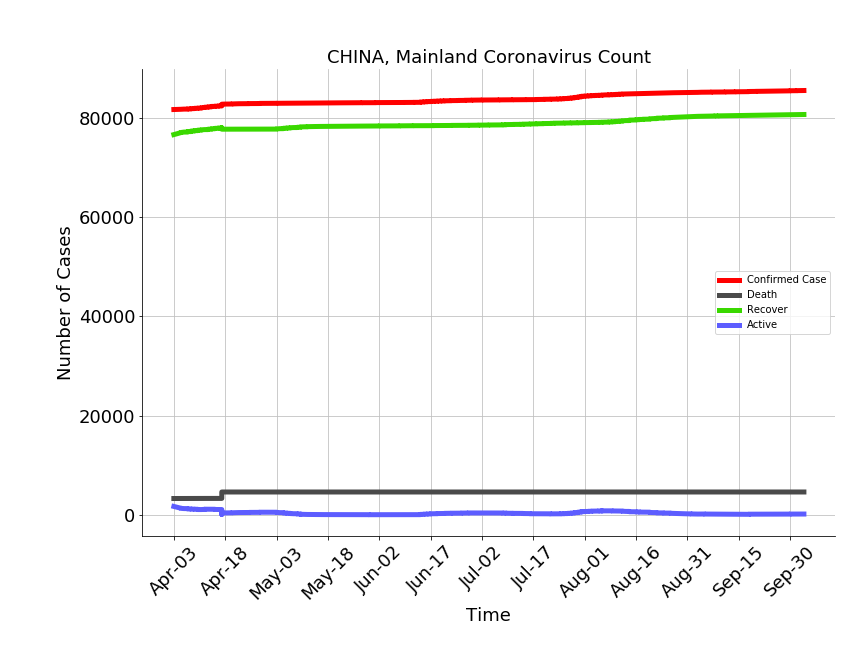 CHINA, Mainland Coronavirus Count
80000
60000
40000
20000
0
Number of Cases
Confirmed Case
Death
Recover
Active
Apr-03
Apr-18
May-03
May-18
Jun-02
Jun-17
Jul-02
Jul-17
Aug-01
Aug-16
Aug-31
Sep-15
Sep-30
Time